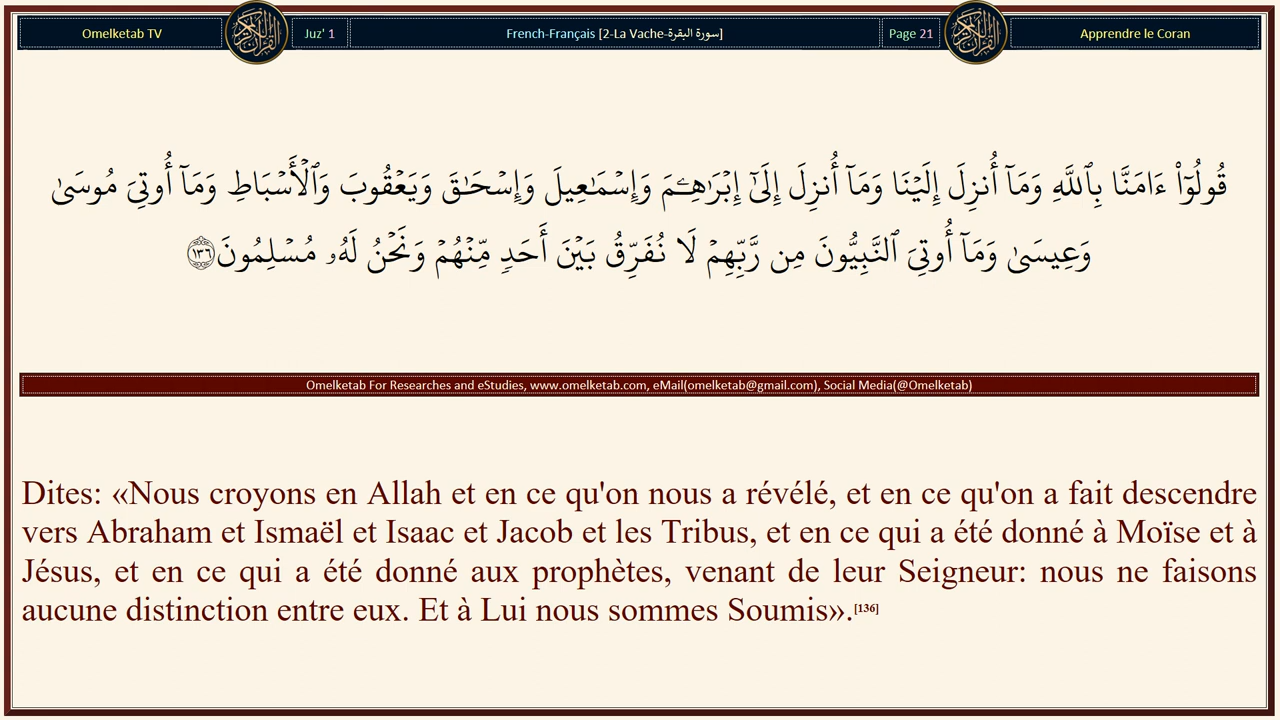 Omelketab TV
Juz' 1
French-Français [2-La Vache-سورة البقرة]
Page 21
Apprendre le Coran
قُولُوٓا۟ ءَامَنَّا بِٱللَّهِ وَمَآ أُنزِلَ إِلَيْنَا وَمَآ أُنزِلَ إِلَىٰٓ إِبْرَٰهِـۧمَ وَإِسْمَـٰعِيلَ وَإِسْحَـٰقَ وَيَعْقُوبَ وَٱلْأَسْبَاطِ وَمَآ أُوتِىَ مُوسَىٰ
وَعِيسَىٰ وَمَآ أُوتِىَ ٱلنَّبِيُّونَ مِن رَّبِّهِمْ لَا نُفَرِّقُ بَيْنَ أَحَدٍ مِّنْهُمْ وَنَحْنُ لَهُۥ مُسْلِمُونَ ١٣٦
Omelketab For Researches and eStudies, www.omelketab.com, eMail(omelketab@gmail.com), Social Media(@Omelketab)
Dites: «Nous croyons en Allah et en ce qu'on nous a révélé, et en ce qu'on a fait descendre
vers Abraham et Ismaël et Isaac et Jacob et les Tribus, et en ce qui a été donné à Moïse et à
Jésus, et en ce qui a été donné aux prophètes, venant de leur Seigneur: nous ne faisons
aucune distinction entre eux. Et à Lui nous sommes Soumis».[136]